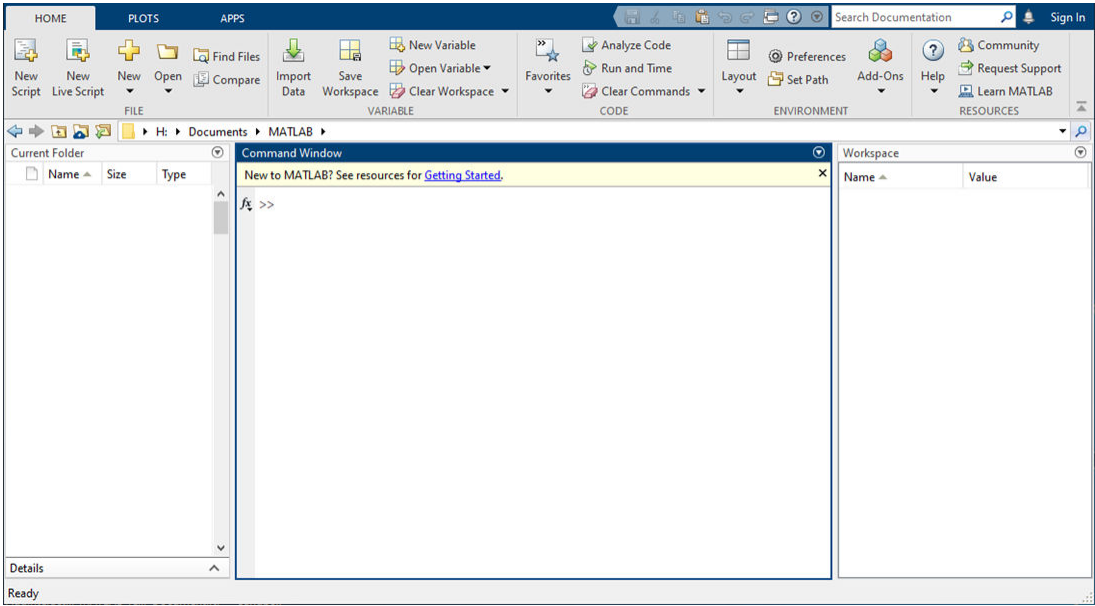 HOME PLOTS APPS Search Documentation Sign In
New Script
New Live Script
New
Open
Find Files
Compare
FILE
Import Data
Save Workspace
New Variable
Open Variable
Clear Workspace
VARIABLE
Favorites
Analyze Code
Run and Time
Clear Commands
CODE
Layout
Preferences
Set Path
Add-Ons
ENVIRONMENT
Help
Community
Request Support
Learn MATLAB
RESOURCES
H: Documents MATLAB
Current Folder
Name Size Type
Command Window
New to MATLAB? See resources for Getting Started.
fx >>
Workspace
Name Value
Details
Ready